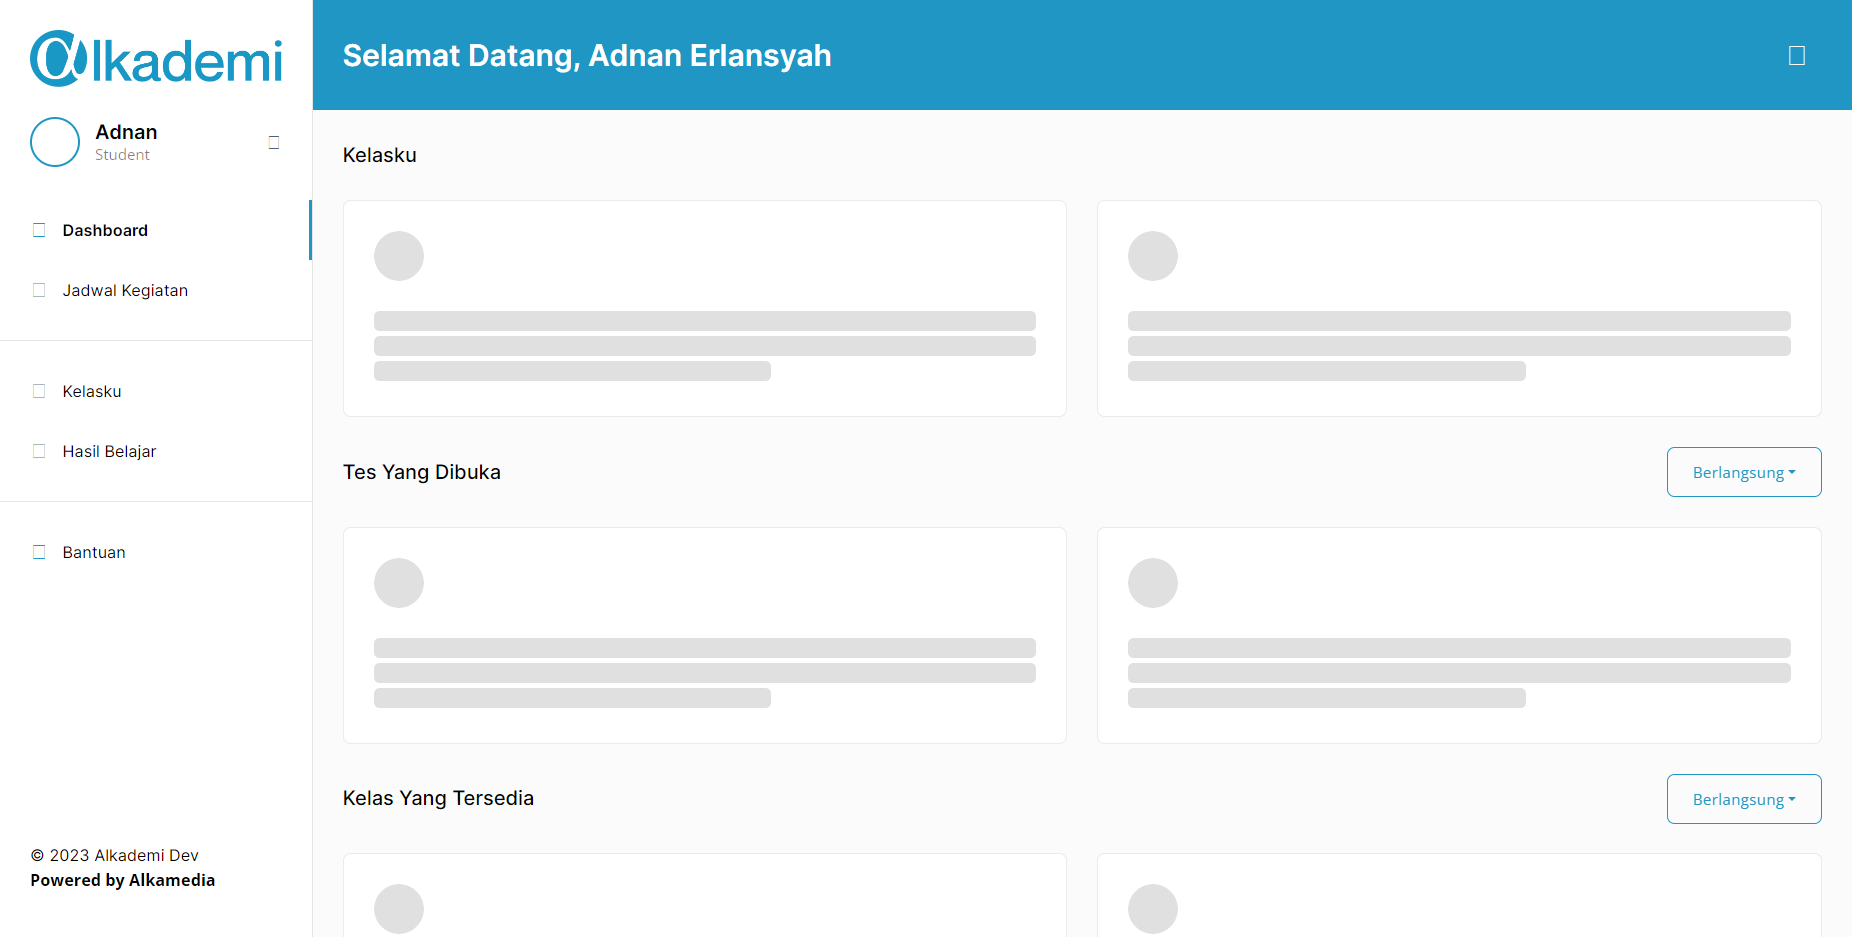 @lkademi
Adnan
Student
Dashboard
Jadwal Kegiatan
Kelasku
Hasil Belajar
Bantuan
© 2023 Alkademi Dev
Powered by Alkamedia
Selamat Datang, Adnan Erlansyah
Kelasku
Tes Yang Dibuka
Berlangsung
Kelas Yang Tersedia
Berlangsung